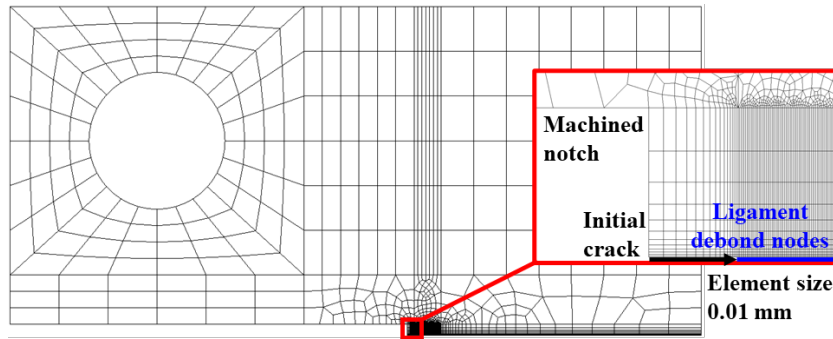 Machined
notch
Initial
crack
Ligament
debond nodes
Element size
0.01 mm